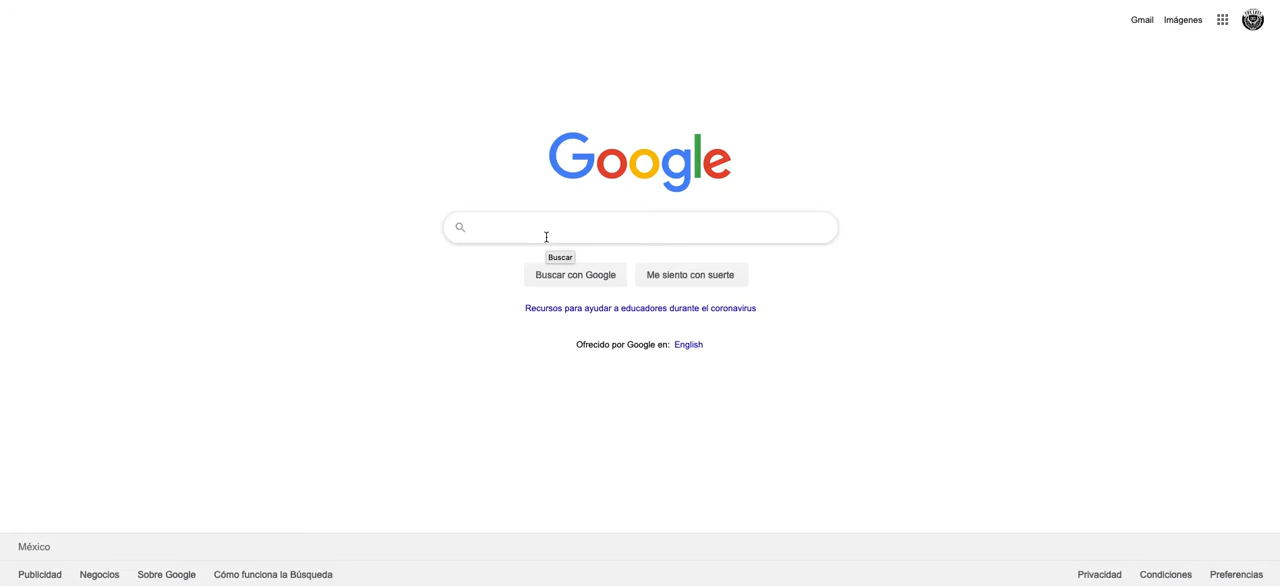 Gmail Imágenes
Google
Buscar
Buscar con Google Me siento con suerte
Recursos para ayudar a educadores durante el coronavirus
Ofrecido por Google en: English
México
Publicidad Negocios Sobre Google Cómo funciona la Búsqueda Privacidad Condiciones Preferencias